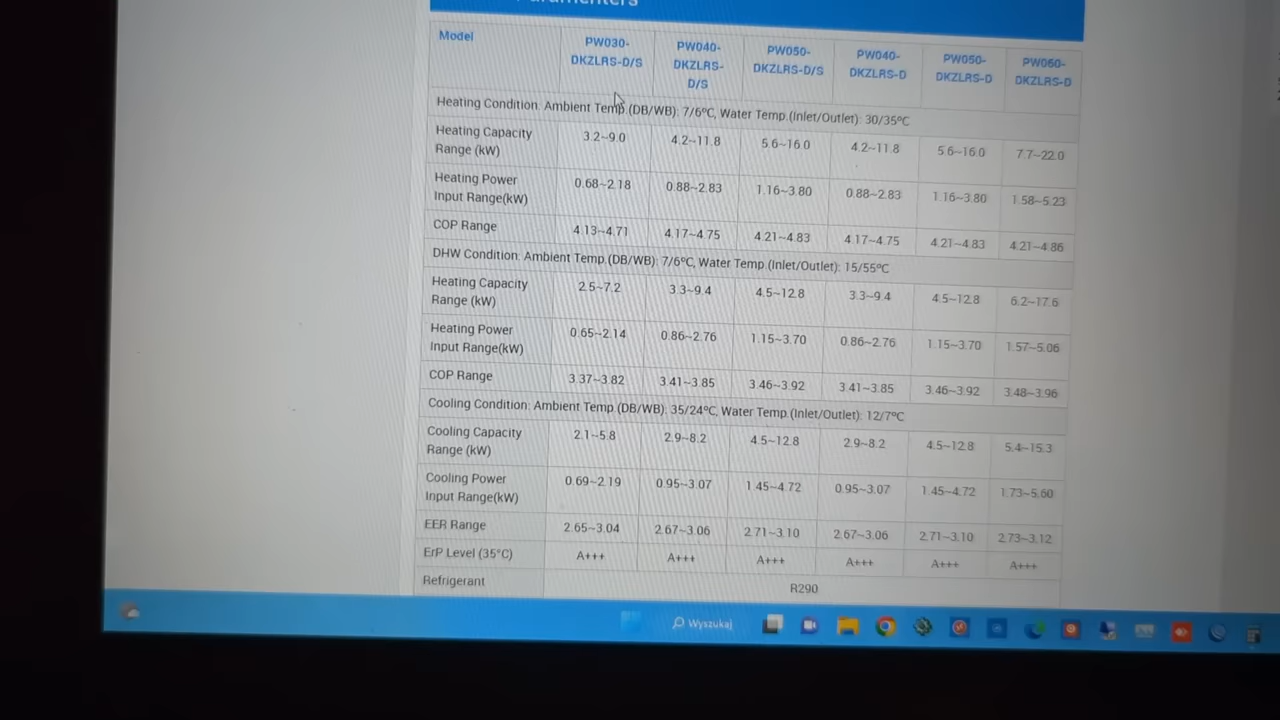 Model PW030- PW040- PW050- PW040- PW050- PW060-
DKZLRS-D/S DKZLRS- DKZLRS-D/S DKZLRS-D DKZLRS-D DKZLRS-D
D/S
Heating Condition: Ambient Temp.(DB/WB): 7/6ºC, Water Temp.(Inlet/Outlet): 30/35ºC
Heating Capacity 3.2~9.0 4.2~11.8 5.6~16.0 4.2~11.8 5.6~16.0 7.7~22.0
Range (kW)
Heating Power 0.68~2.18 0.88~2.83 1.16~3.80 0.88~2.83 1.16~3.80 1.58~5.23
Input Range(kW)
COP Range 4.13~4.71 4.17~4.75 4.21~4.83 4.17~4.75 4.21~4.83 4.21~4.86
DHW Condition: Ambient Temp.(DB/WB): 7/6ºC, Water Temp.(Inlet/Outlet): 15/55ºC
Heating Capacity 2.5~7.2 3.3~9.4 4.5~12.8 3.3~9.4 4.5~12.8 6.2~17.6
Range (kW)
Heating Power 0.65~2.14 0.86~2.76 1.15~3.70 0.86~2.76 1.15~3.70 1.57~5.06
Input Range(kW)
COP Range 3.37~3.82 3.41~3.85 3.46~3.92 3.41~3.85 3.46~3.92 3.48~3.96
Cooling Condition: Ambient Temp.(DB/WB): 35/24ºC, Water Temp.(Inlet/Outlet): 12/7ºC
Cooling Capacity 2.1~5.8 2.9~8.2 4.5~12.8 2.9~8.2 4.5~12.8 5.4~15.3
Range (kW)
Cooling Power 0.69~2.19 0.95~3.07 1.45~4.72 0.95~3.07 1.45~4.72 1.73~5.60
Input Range(kW)
EER Range 2.65~3.04 2.67~3.06 2.71~3.10 2.67~3.06 2.71~3.10 2.73~3.12
ErP Level (35°C) A+++ A+++ A+++ A+++ A+++ A+++
Refrigerant R290
Wyszukaj